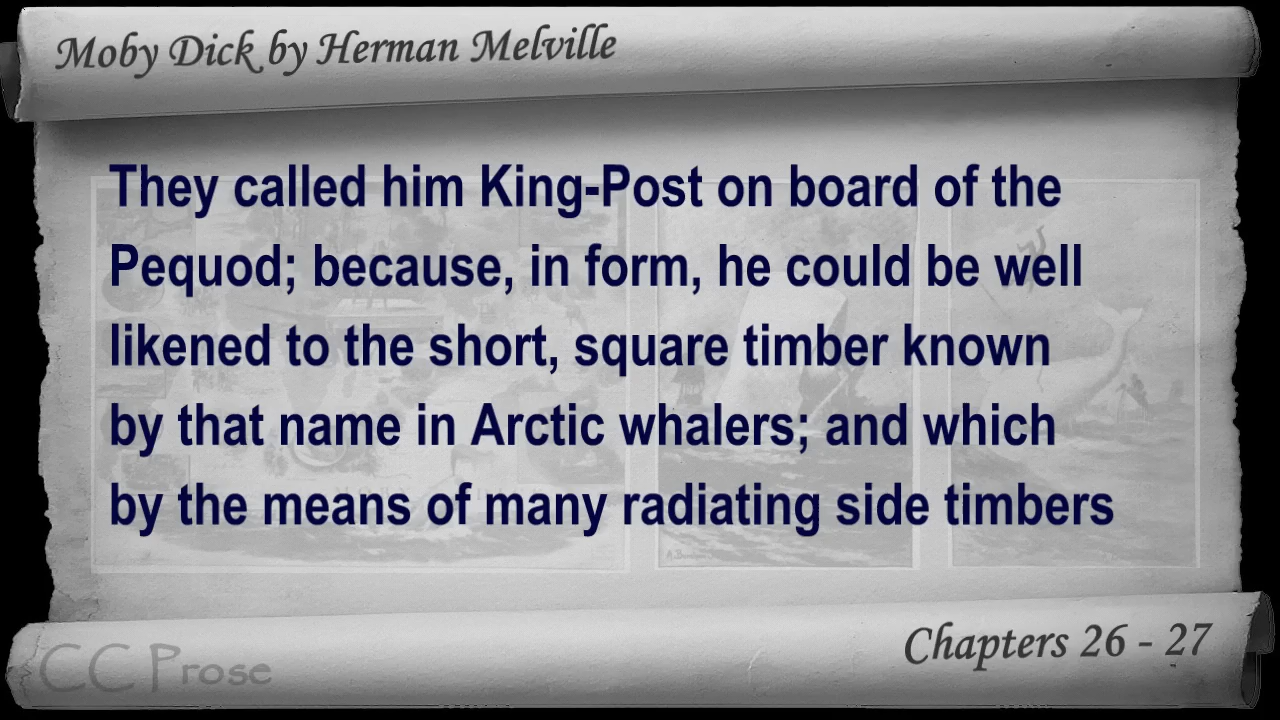 Moby Dick by Herman Melville
They called him King-Post on board of the
Pequod; because, in form, he could be well
likened to the short, square timber known
by that name in Arctic whalers; and which
by the means of many radiating side timbers
Chapters 26 - 27
CC Prose